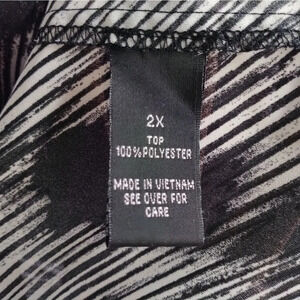 2X
TOP
100% POLYESTER
MADE IN VIETNAM
SEE OVER FOR
CARE